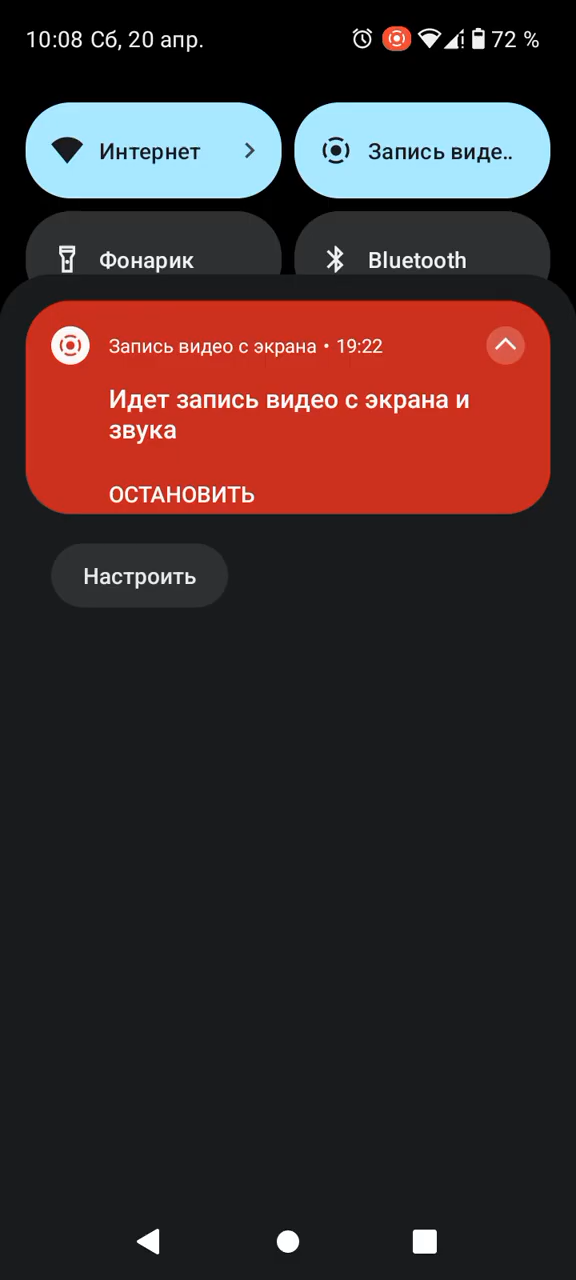 10:08 Сб, 20 апр. 72 %
Интернет Запись виде..
Фонарик Bluetooth
Запись видео с экрана • 19:22
Идет запись видео с экрана и
звука
ОСТАНОВИТЬ
Настроить